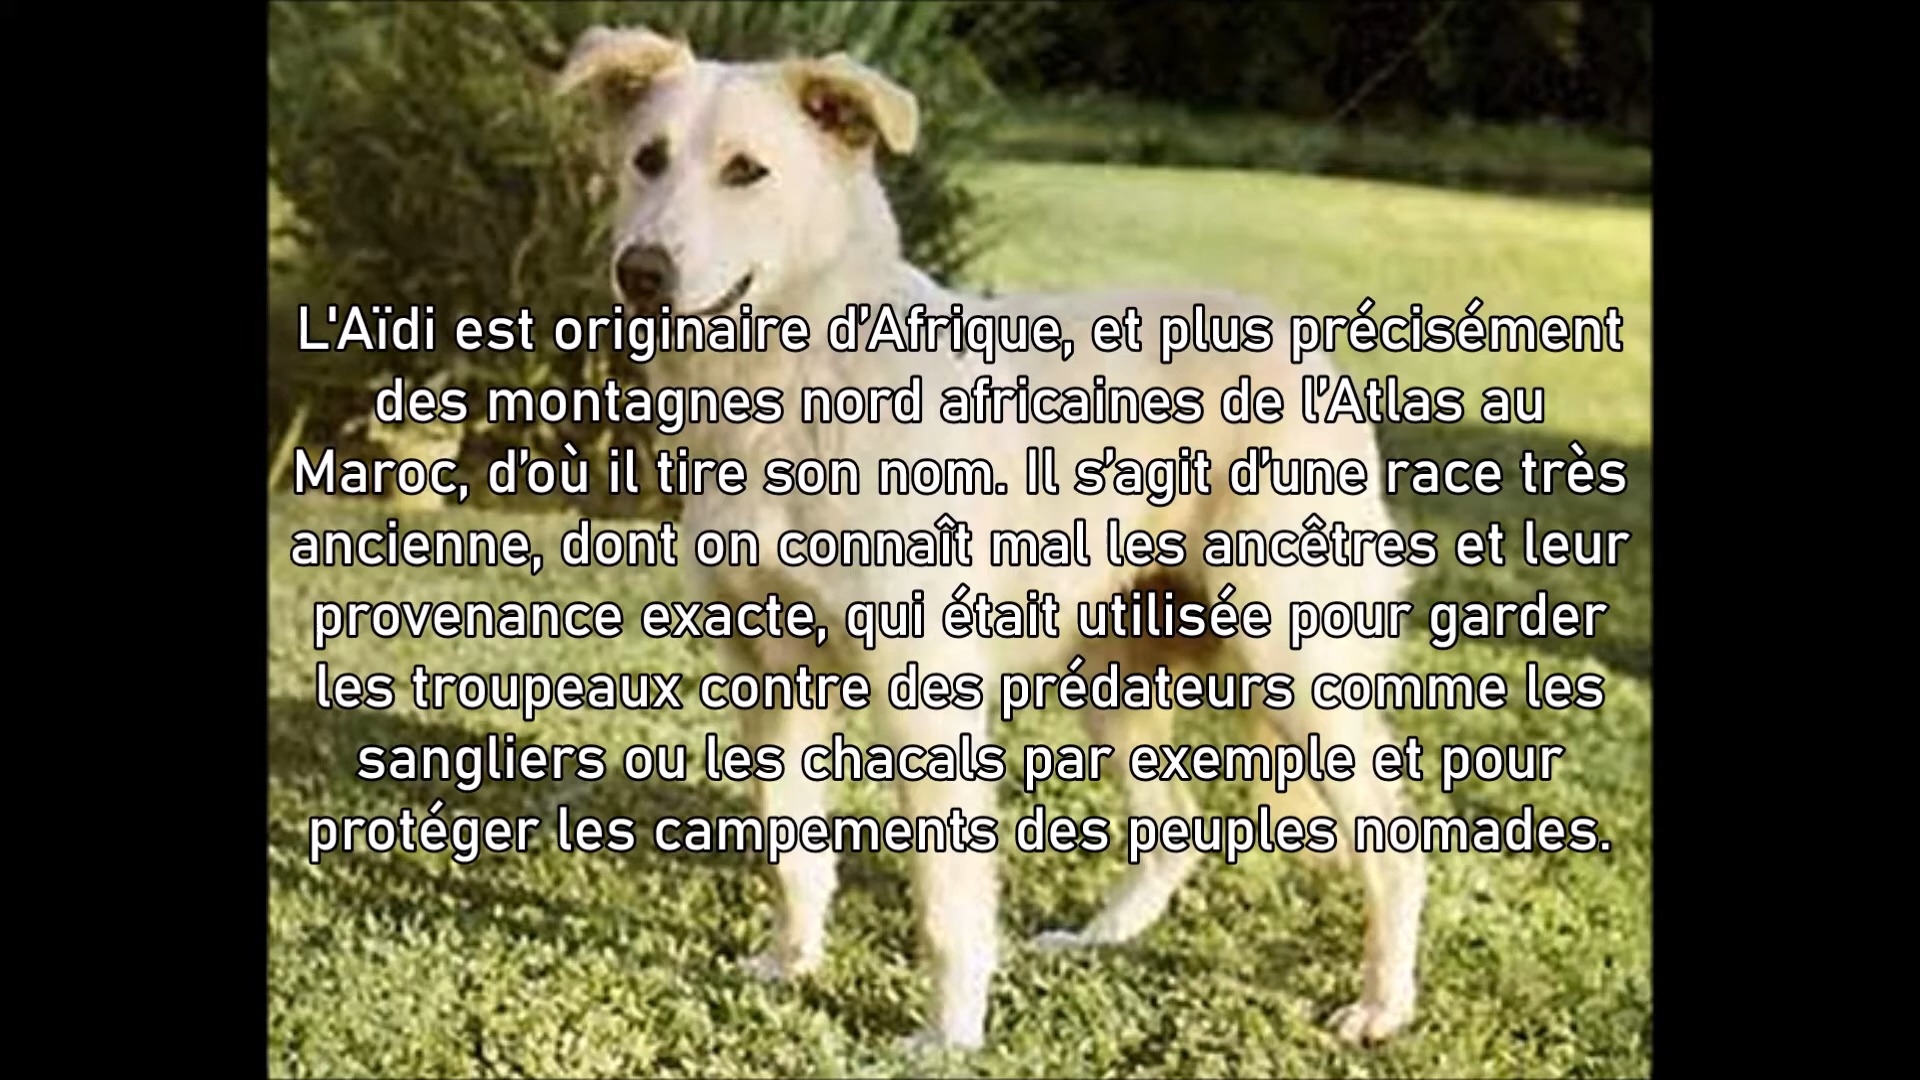 L'Aïdi est originaire d’Afrique, et plus précisément
des montagnes nord africaines de l’Atlas au
Maroc, d’où il tire son nom. Il s’agit d’une race très
ancienne, dont on connaît mal les ancêtres et leur
provenance exacte, qui était utilisée pour garder
les troupeaux contre des prédateurs comme les
sangliers ou les chacals par exemple et pour
protéger les campements des peuples nomades.